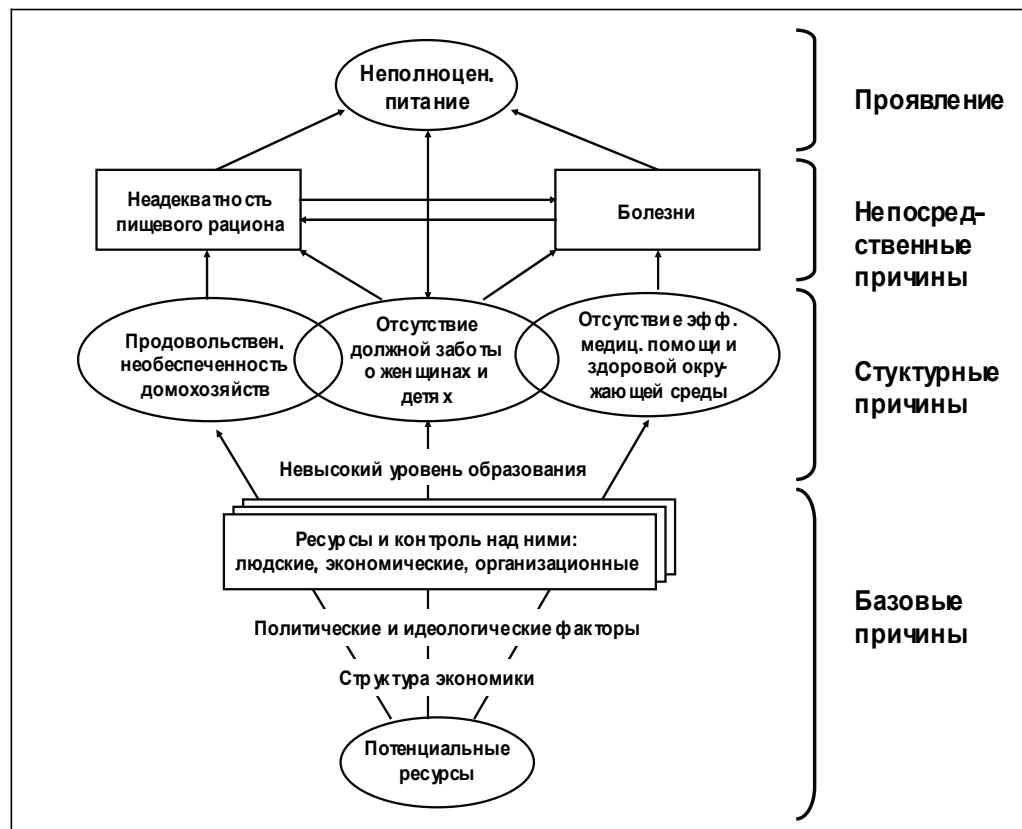 Неполноцен.
питание
Проявление
Неадекватность
пищевого рациона
Болезни
Непосред-
ственные
причины
Продовольствен.
необеспеченность
домохозяйств
Отсутствие
должной заботы
о женщинах и
детях
Отсутствие эфф.
медиц. помощи и
здоровой окру-
жающей среды
Стуктурные
причины
Невысокий уровень образования
Ресурсы и контроль над ними:
людские, экономические, организационные
Политические и идеологические факторы
Структура экономики
Базовые
причины
Потенциальные
ресурсы